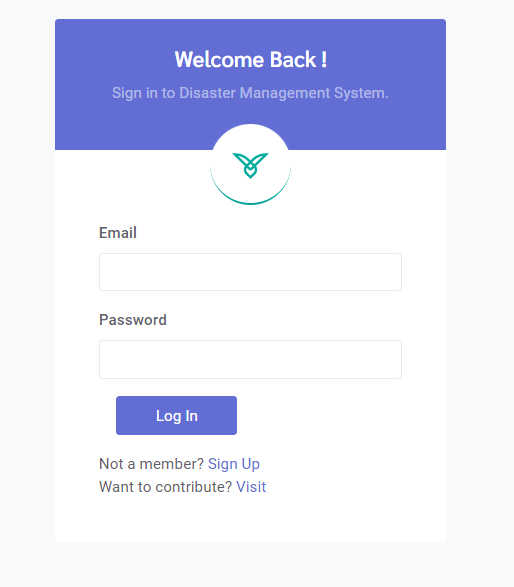 Welcome Back !
Sign in to Disaster Management System.
Email
Password
Log In
Not a member? Sign Up
Want to contribute? Visit